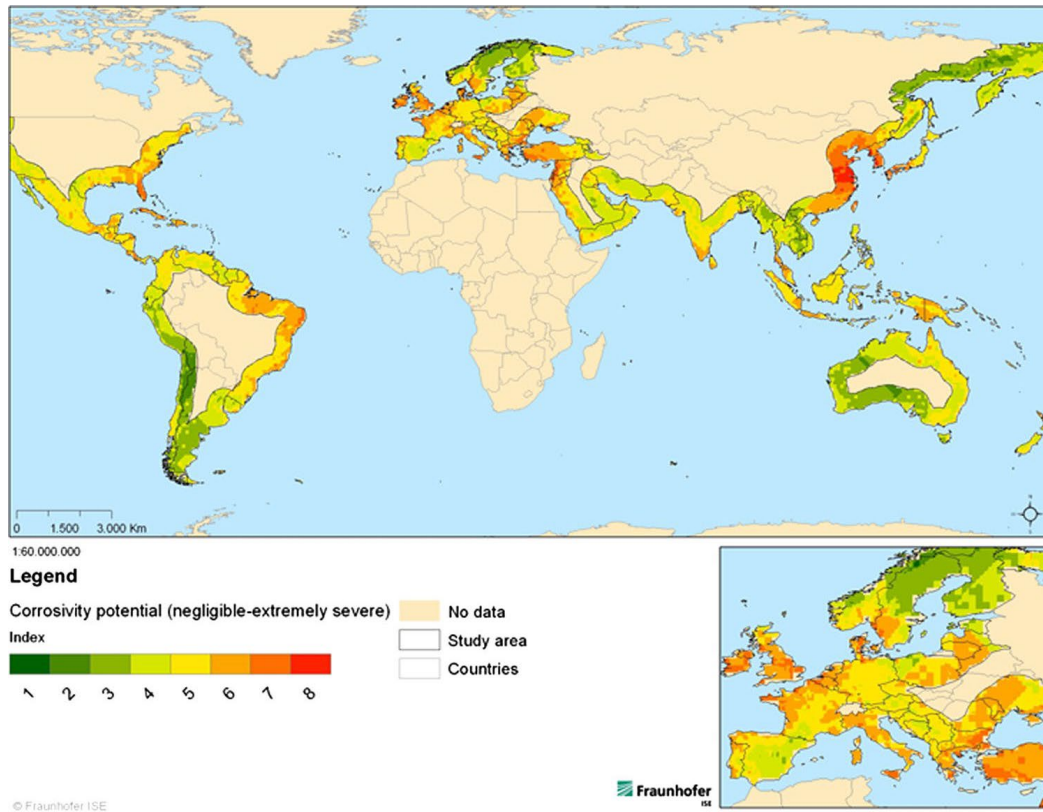 0 1.500 3.000 Km
1:60.000.000
Legend
Corrosivity potential (negligible-extremely severe)
Index
1 2 3 4 5 6 7 8
No data
Study area
Countries
Fraunhofer
ISE
© Fraunhofer ISE